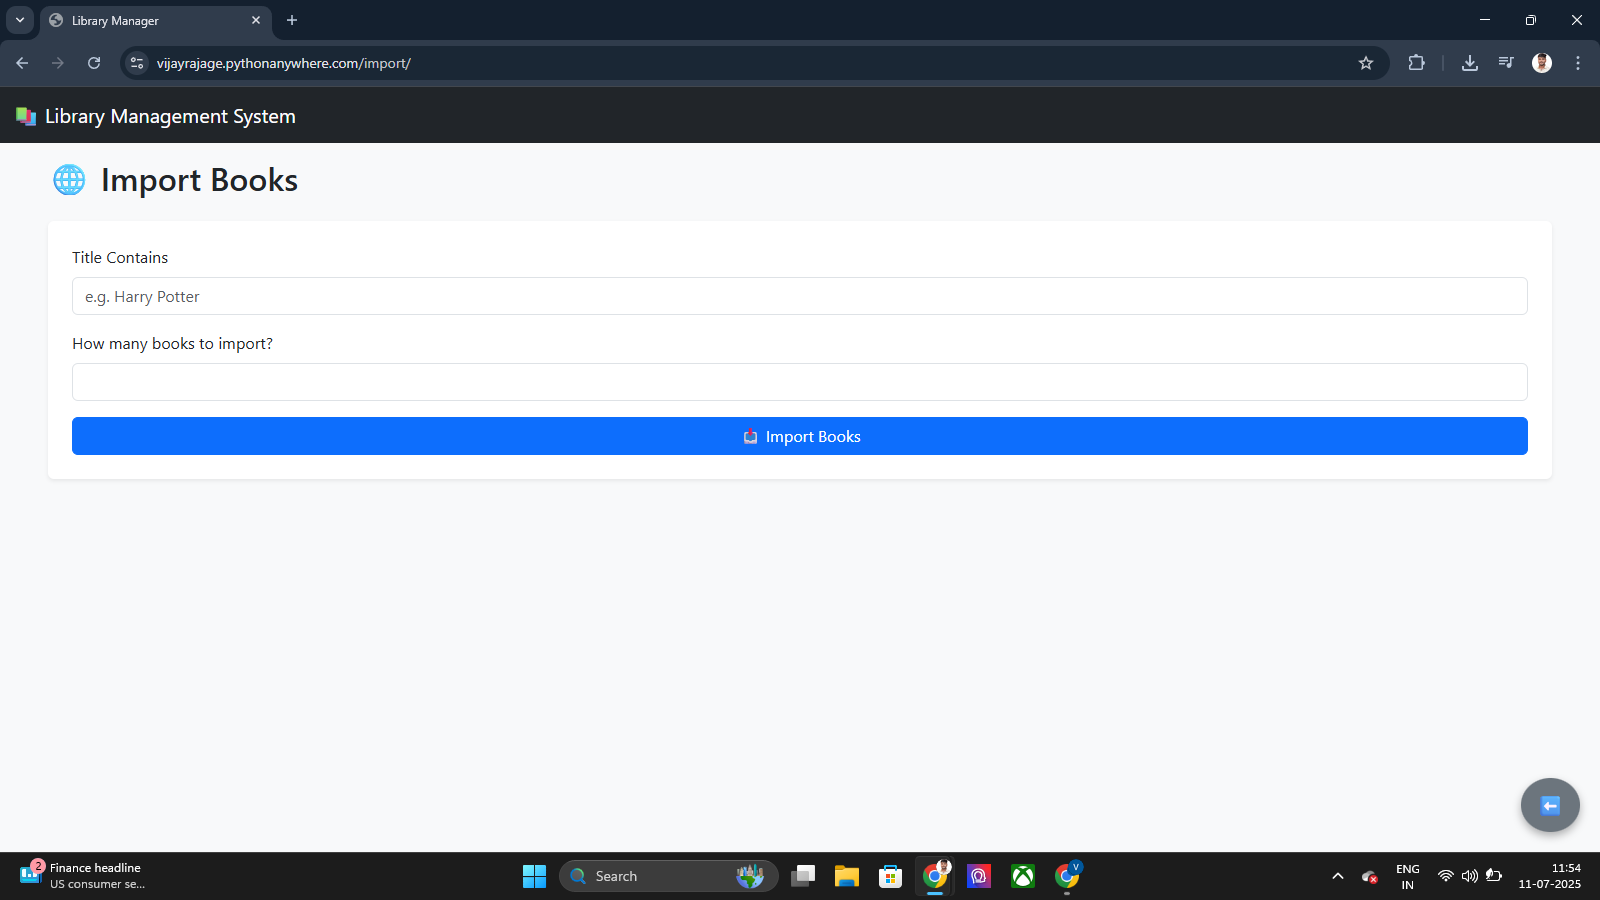 Library Manager
vijayrajage.pythonanywhere.com/import/
Library Management System
Import Books
Title Contains
e.g. Harry Potter
How many books to import?
Import Books
2
Finance headline
US consumer se...
Search
V
ENG
IN
11:54
11-07-2025